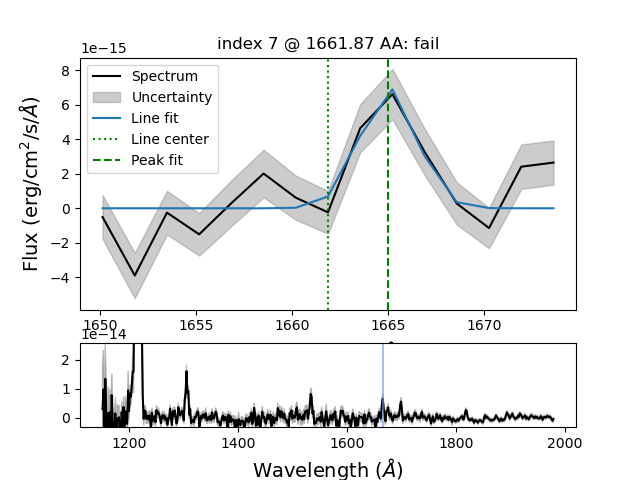 index 7 @ 1661.87 AA: fail
1e−15
Spectrum
Uncertainty
Line fit
Line center
Peak fit
Flux (erg/cm²/s/Å)
8
6
4
2
0
−2
−4
1650 1655 1660 1665 1670
1e−14
2
1
0
1200 1400 1600 1800 2000
Wavelength (Å)